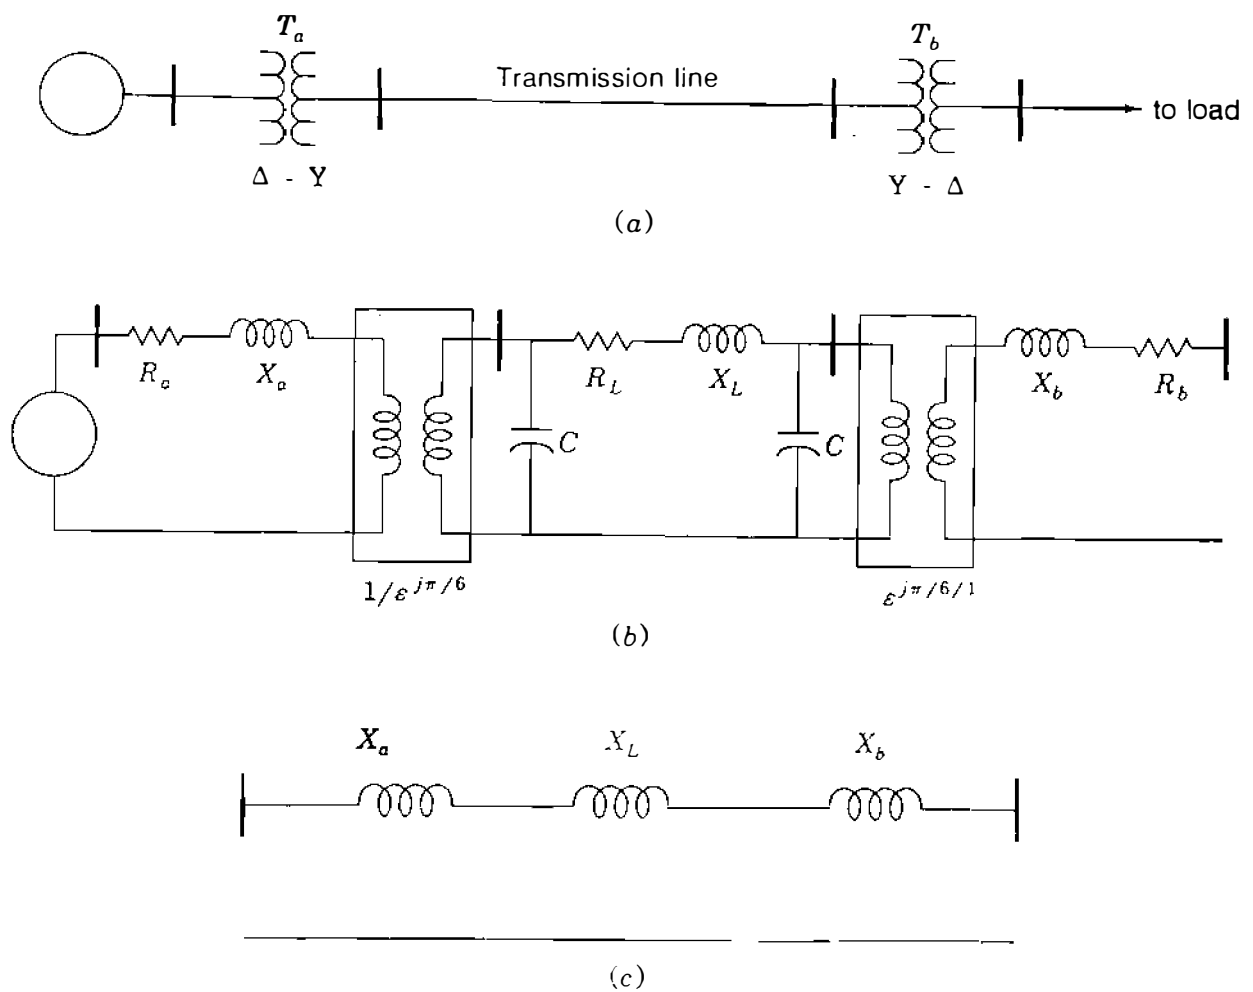 T_a
T_b
Transmission line
to load
Δ - Y
Y - Δ
(a)
R_a
X_a
R_L
X_L
X_b
R_b
C
C
1/ε^{jπ/6}
ε^{jπ/6/1}
(b)
X_a
X_L
X_b
(c)